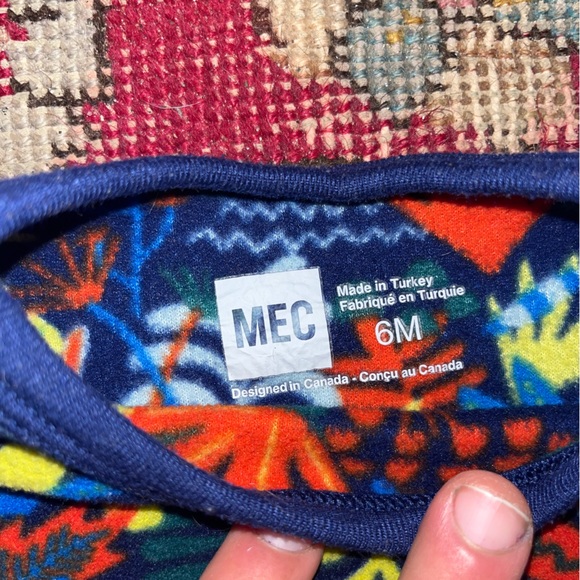 MEC
Made in Turkey
Fabriqué en Turquie
6M
Designed in Canada - Conçu au Canada